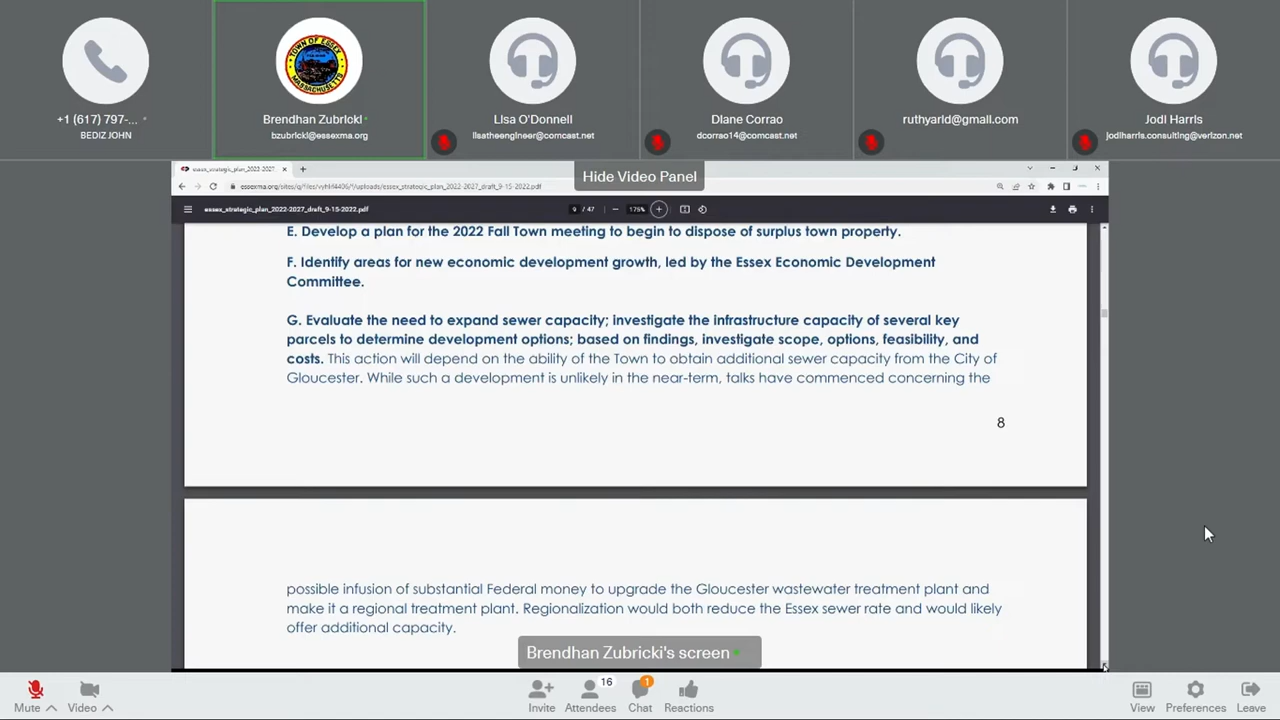 +1 (617) 797-...
BEDIZ JOHN
Brendhan Zubricki
bzubricki@essexma.org
Lisa O'Donnell
lisatheengineer@comcast.net
Diane Corrao
dcorrao14@comcast.net
ruthyarid@gmail.com
Jodi Harris
jodiharris.consulting@verizon.net
TOWN OF ESSEX
MASSACHUSETTS
Hide Video Panel
essex_strategic_plan_2022-2027_draft_9-15-2022.pdf
9 / 47
175%
E. Develop a plan for the 2022 Fall Town meeting to begin to dispose of surplus town property.
F. Identify areas for new economic development growth, led by the Essex Economic Development
Committee.
G. Evaluate the need to expand sewer capacity; investigate the infrastructure capacity of several key
parcels to determine development options; based on findings, investigate scope, options, feasibility, and
costs. This action will depend on the ability of the Town to obtain additional sewer capacity from the City of
Gloucester. While such a development is unlikely in the near-term, talks have commenced concerning the
8
possible infusion of substantial Federal money to upgrade the Gloucester wastewater treatment plant and
make it a regional treatment plant. Regionalization would both reduce the Essex sewer rate and would likely
offer additional capacity.
Brendhan Zubricki's screen
Mute
Video
Invite
16
Attendees
1
Chat
Reactions
View
Preferences
Leave